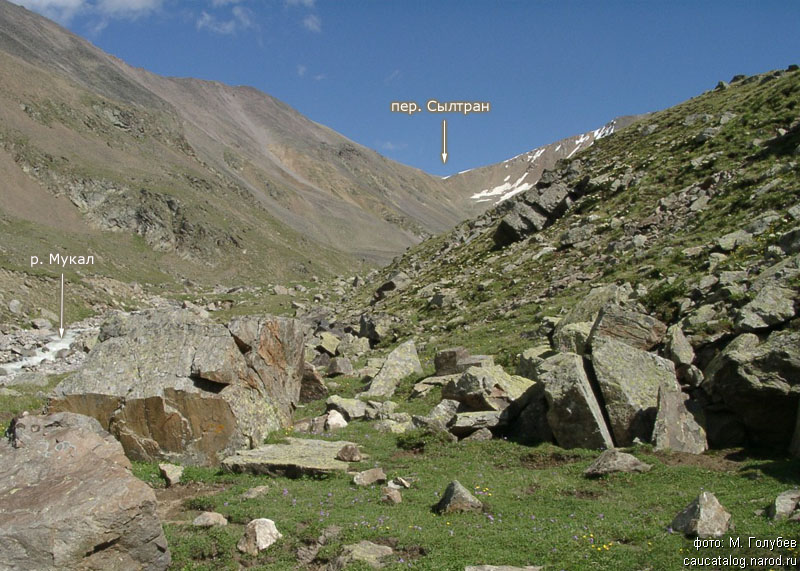 пер. Сылтран
р. Мукал
фото: М. Голубев
caucatalog.narod.ru